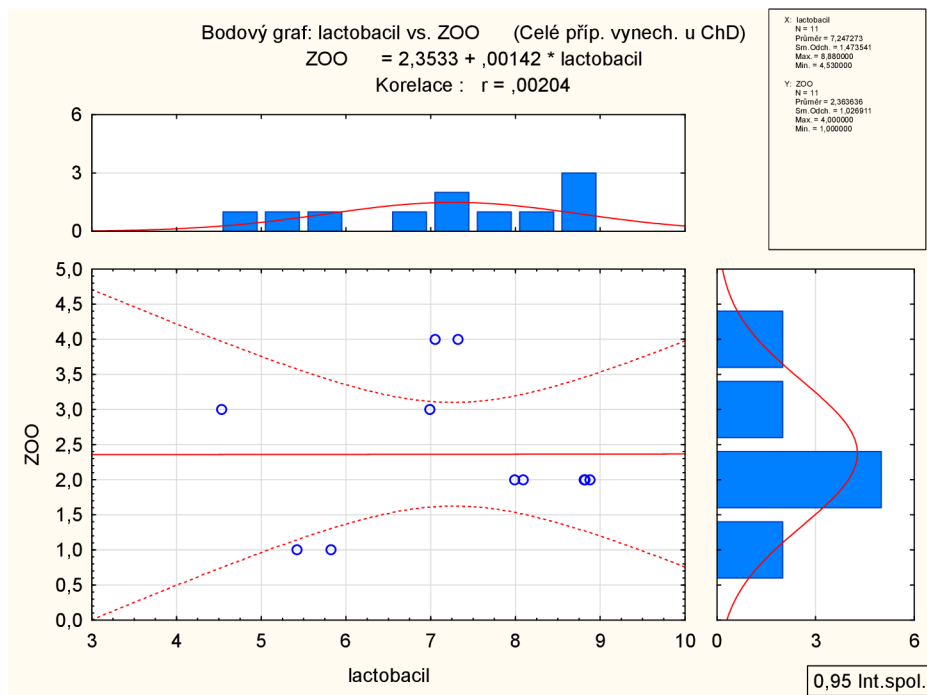 Bodový graf: lactobacil vs. ZOO (Celé příp. vynech. u ChD)
ZOO = 2,3533 + ,00142 * lactobacil
Korelace : r = ,00204
X: lactobacil
N = 11
Průměr = 7,247273
Sm.Odch. = 1,473541
Max. = 8,880000
Min. = 4,530000
Y: ZOO
N = 11
Průměr = 2,363636
Sm.Odch. = 1,026911
Max. = 4,000000
Min. = 1,000000
6
3
0
5,0
4,5
4,0
3,5
3,0
2,5
2,0
1,5
1,0
0,5
0,0
ZOO
3 4 5 6 7 8 9 10
lactobacil
0 3 6
0,95 Int.spol.